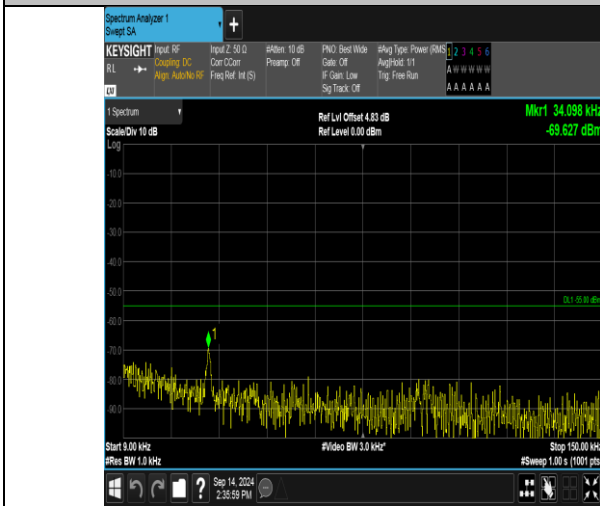 Spectrum Analyzer 1
Swept SA
+
KEYSIGHT Input: RF Input Z: 50 Ω #Atten: 10 dB PNO: Best Wide #Avg Type: Power (RMS 1 2 3 4 5 6
RL Coupling: DC Corr CCorr Preamp: Off Gate: Off Avg|Hold: 1/1 A W W W W W
Align: Auto/No RF Freq Ref: Int (S) IF Gain: Low Trig: Free Run
Sig Track: Off A A A A A A
1 Spectrum Ref Lvl Offset 4.83 dB Mkr1 34.098 kHz
Scale/Div 10 dB Ref Level 0.00 dBm -69.627 dBm
Log
-10.0
-20.0
-30.0
-40.0
-50.0
DL1 -55.00 dBm
-60.0
1
-70.0
-80.0
-90.0
Start 9.00 kHz #Video BW 3.0 kHz* Stop 150.00 kHz
#Res BW 1.0 kHz #Sweep 1.00 s (1001 pts
? Sep 14, 2024
2:35:59 PM